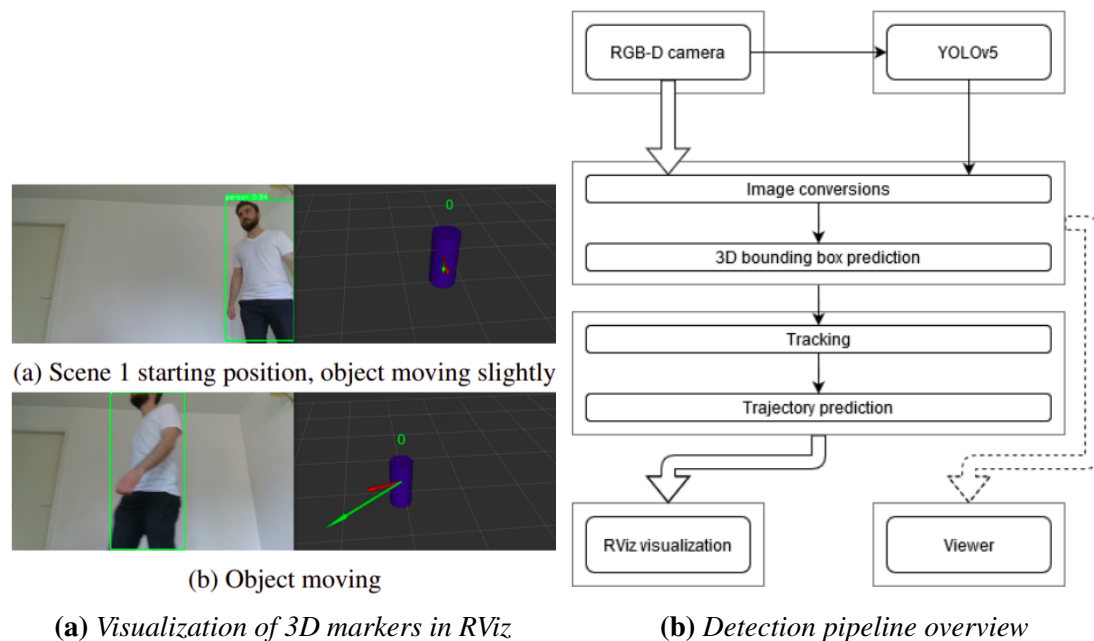 person: 0.94
0
(a) Scene 1 starting position, object moving slightly
0
(b) Object moving
(a) Visualization of 3D markers in RViz
RGB-D camera
YOLOv5
Image conversions
3D bounding box prediction
Tracking
Trajectory prediction
RViz visualization
Viewer
(b) Detection pipeline overview